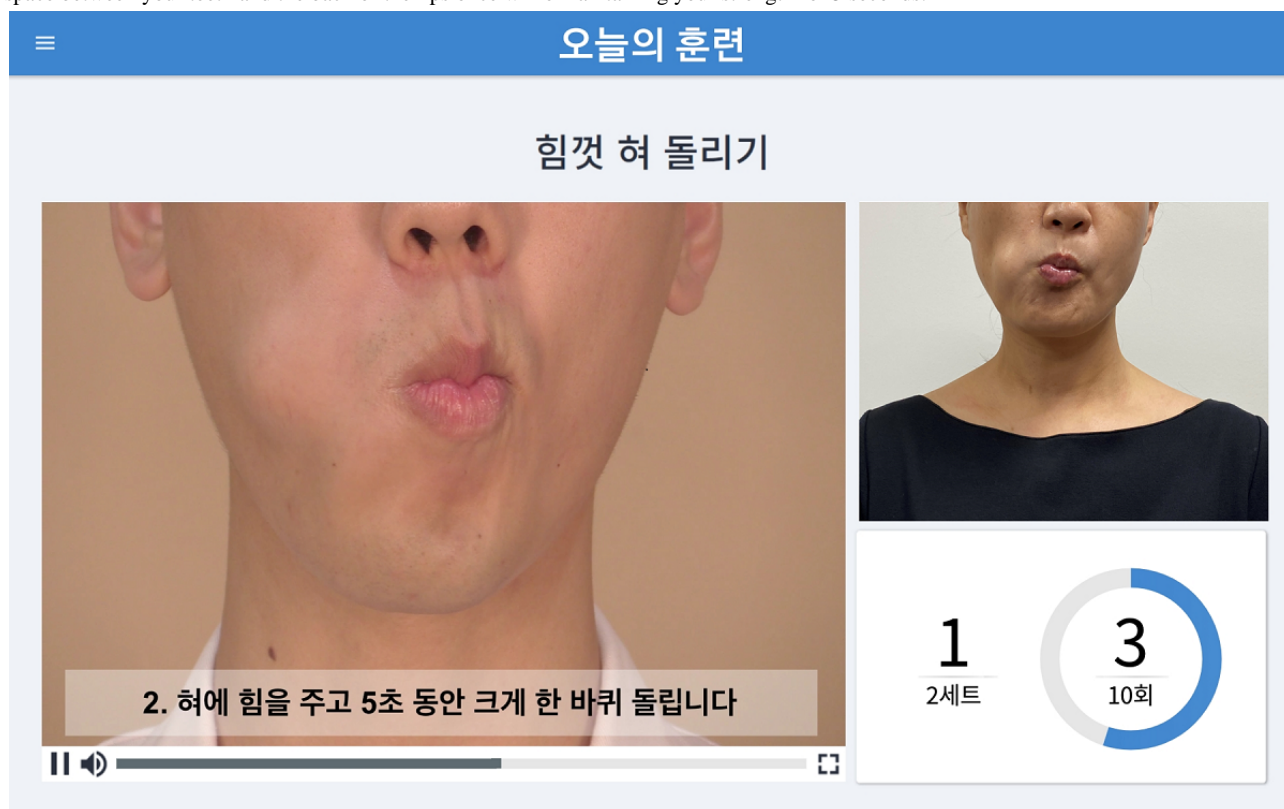 오늘의 훈련
힘껏 혀 돌리기
2. 혀에 힘을 주고 5초 동안 크게 한 바퀴 돌립니다
1
2세트
3
10회